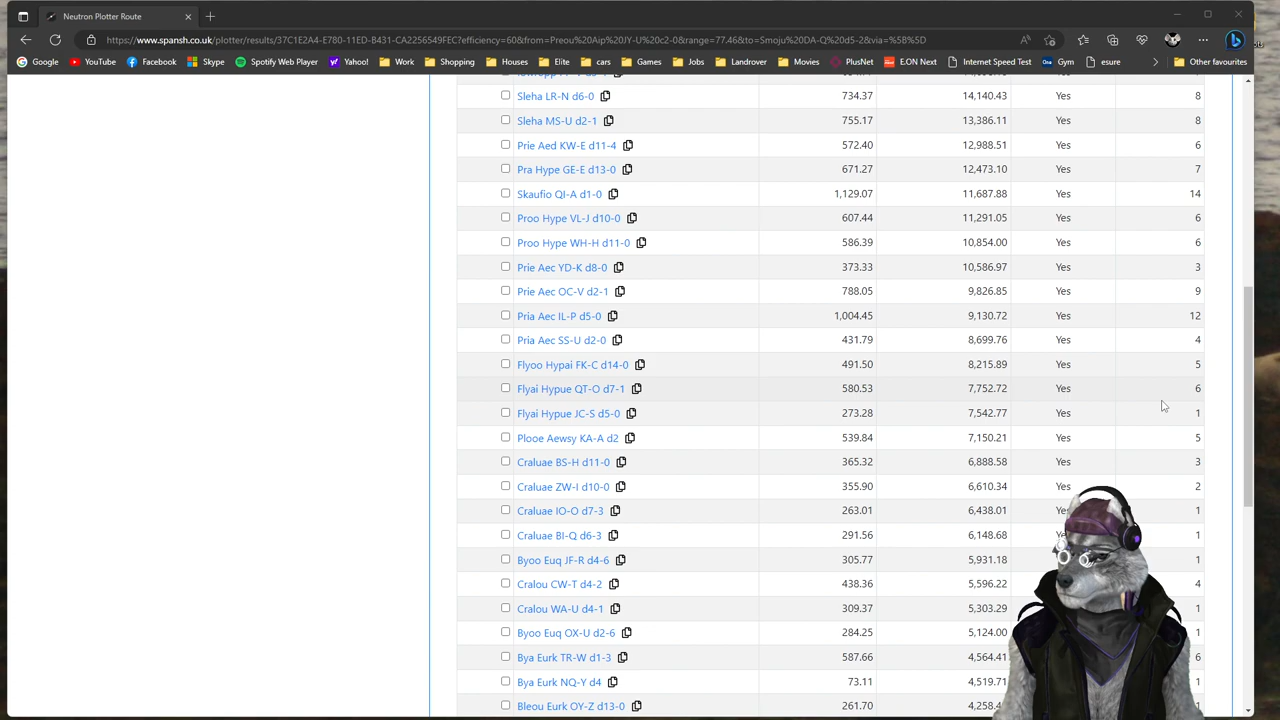 Neutron Plotter Route
https://www.spansh.co.uk/plotter/results/37C1E2A4-E780-11ED-B431-CA2256549FEC?efficiency=60&from=Preou%20Aip%20JY-U%20c2-0&range=77.46&to=Smoju%20DA-Q%20d5-2&via=%5B%5D
Google YouTube Facebook Skype Spotify Web Player Yahoo! Work Shopping Houses Elite cars Games Jobs Landrover Movies PlusNet E.ON Next Internet Speed Test One Gym esure Other favourites
Sleha LR-N d6-0 734.37 14,140.43 Yes 8
Sleha MS-U d2-1 755.17 13,386.11 Yes 8
Prie Aed KW-E d11-4 572.40 12,988.51 Yes 6
Pra Hype GE-E d13-0 671.27 12,473.10 Yes 7
Skaufio QI-A d1-0 1,129.07 11,687.88 Yes 14
Proo Hype VL-J d10-0 607.44 11,291.05 Yes 6
Proo Hype WH-H d11-0 586.39 10,854.00 Yes 6
Prie Aec YD-K d8-0 373.33 10,586.97 Yes 3
Prie Aec OC-V d2-1 788.05 9,826.85 Yes 9
Pria Aec IL-P d5-0 1,004.45 9,130.72 Yes 12
Pria Aec SS-U d2-0 431.79 8,699.76 Yes 4
Flyoo Hypai FK-C d14-0 491.50 8,215.89 Yes 5
Flyai Hypue QT-O d7-1 580.53 7,752.72 Yes 6
Flyai Hypue JC-S d5-0 273.28 7,542.77 Yes 1
Plooe Aewsy KA-A d2 539.84 7,150.21 Yes 5
Craluae BS-H d11-0 365.32 6,888.58 Yes 3
Craluae ZW-I d10-0 355.90 6,610.34 Yes 2
Craluae IO-O d7-3 263.01 6,438.01 Yes 1
Craluae BI-Q d6-3 291.56 6,148.68 1
Byoo Euq JF-R d4-6 305.77 5,931.18 1
Cralou CW-T d4-2 438.36 5,596.22 4
Cralou WA-U d4-1 309.37 5,303.29 1
Byoo Euq OX-U d2-6 284.25 5,124.00 1
Bya Eurk TR-W d1-3 587.66 4,564.41 6
Bya Eurk NQ-Y d4 73.11 4,519.71 1
Bleou Eurk OY-Z d13-0 261.70 1